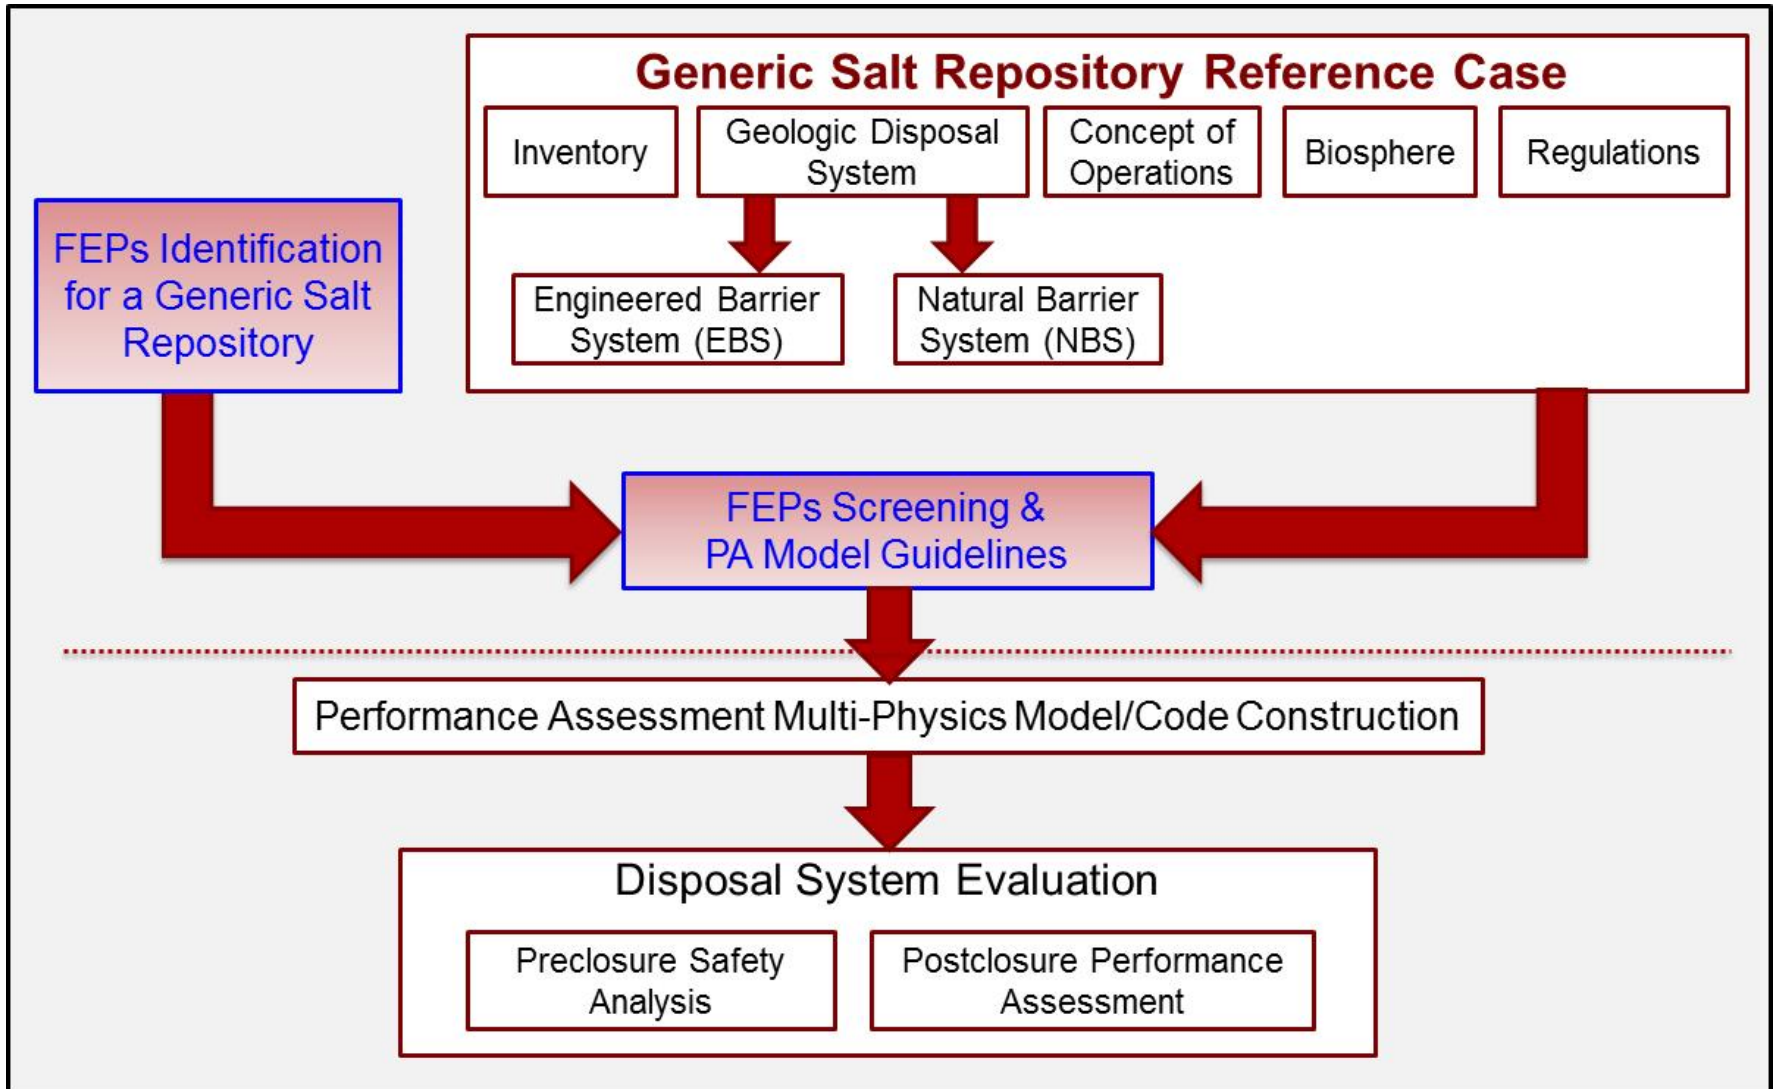 Generic Salt Repository Reference Case
Inventory
Geologic Disposal
System
Concept of
Operations
Biosphere
Regulations
FEPs Identification
for a Generic Salt
Repository
Engineered Barrier
System (EBS)
Natural Barrier
System (NBS)
FEPs Screening &
PA Model Guidelines
Performance Assessment Multi-Physics Model/Code Construction
Disposal System Evaluation
Preclosure Safety
Analysis
Postclosure Performance
Assessment